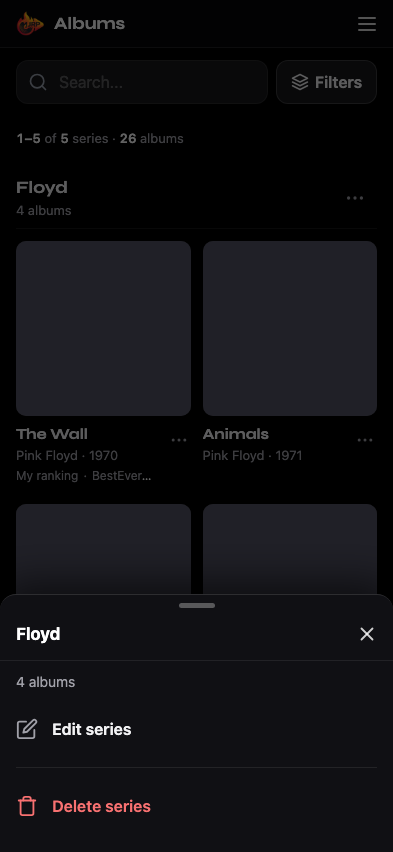 Albums
Search...
Filters
1–5 of 5 series · 26 albums
Floyd
4 albums
The Wall
Pink Floyd · 1970
My ranking · BestEver...
Animals
Pink Floyd · 1971
Floyd
4 albums
Edit series
Delete series